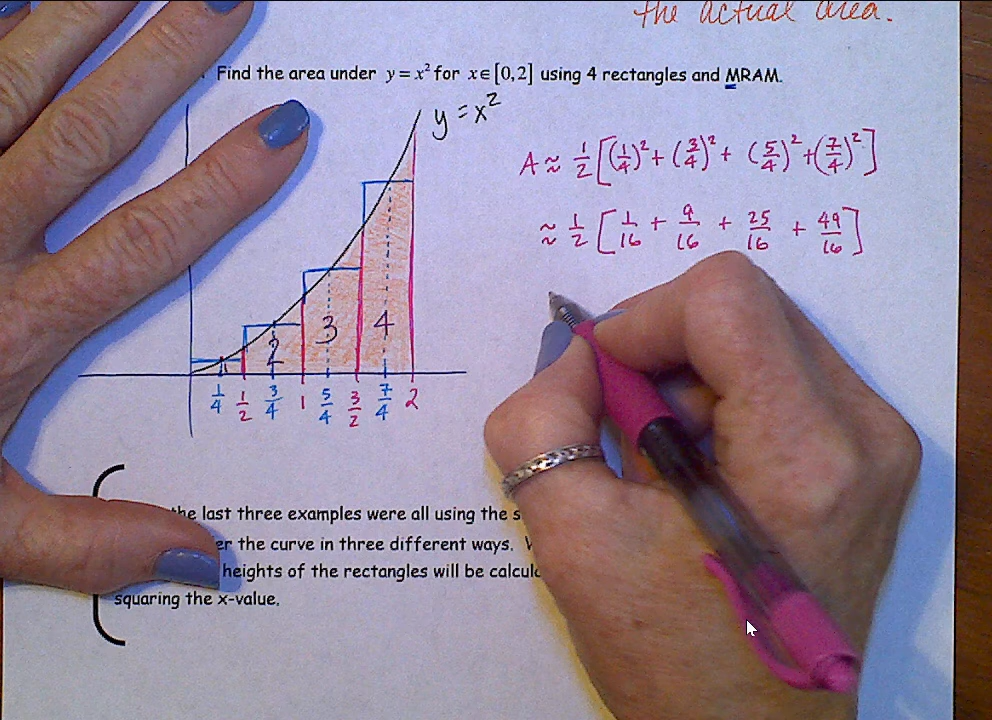 the actual area.
Find the area under y = x² for x ∈ [0,2] using 4 rectangles and MRAM.
y = x²
A ≈ 1/2 [(1/4)² + (3/4)² + (5/4)² + (7/4)²]
≈ 1/2 [1/16 + 9/16 + 25/16 + 49/16]
1 2 3 4
1/4 1/2 3/4 1 5/4 3/2 7/4 2
the last three examples were all using the
the curve in three different ways.
heights of the rectangles will be
squaring the x-value.